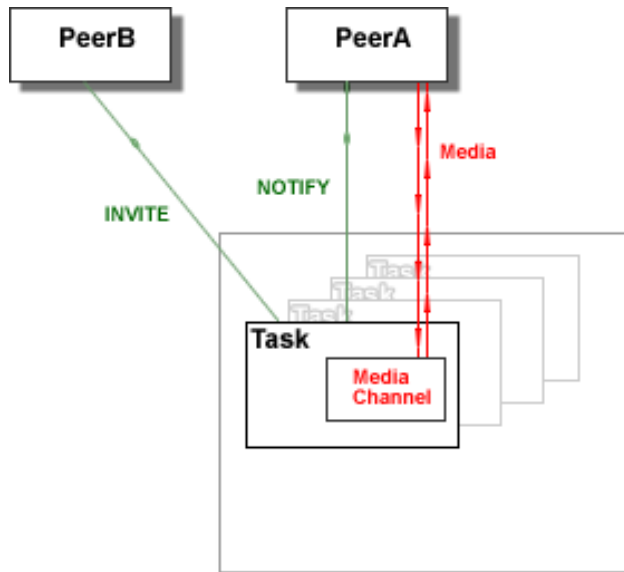 PeerB
PeerA
Media
NOTIFY
INVITE
Task
Task
Task
Task
Media
Channel